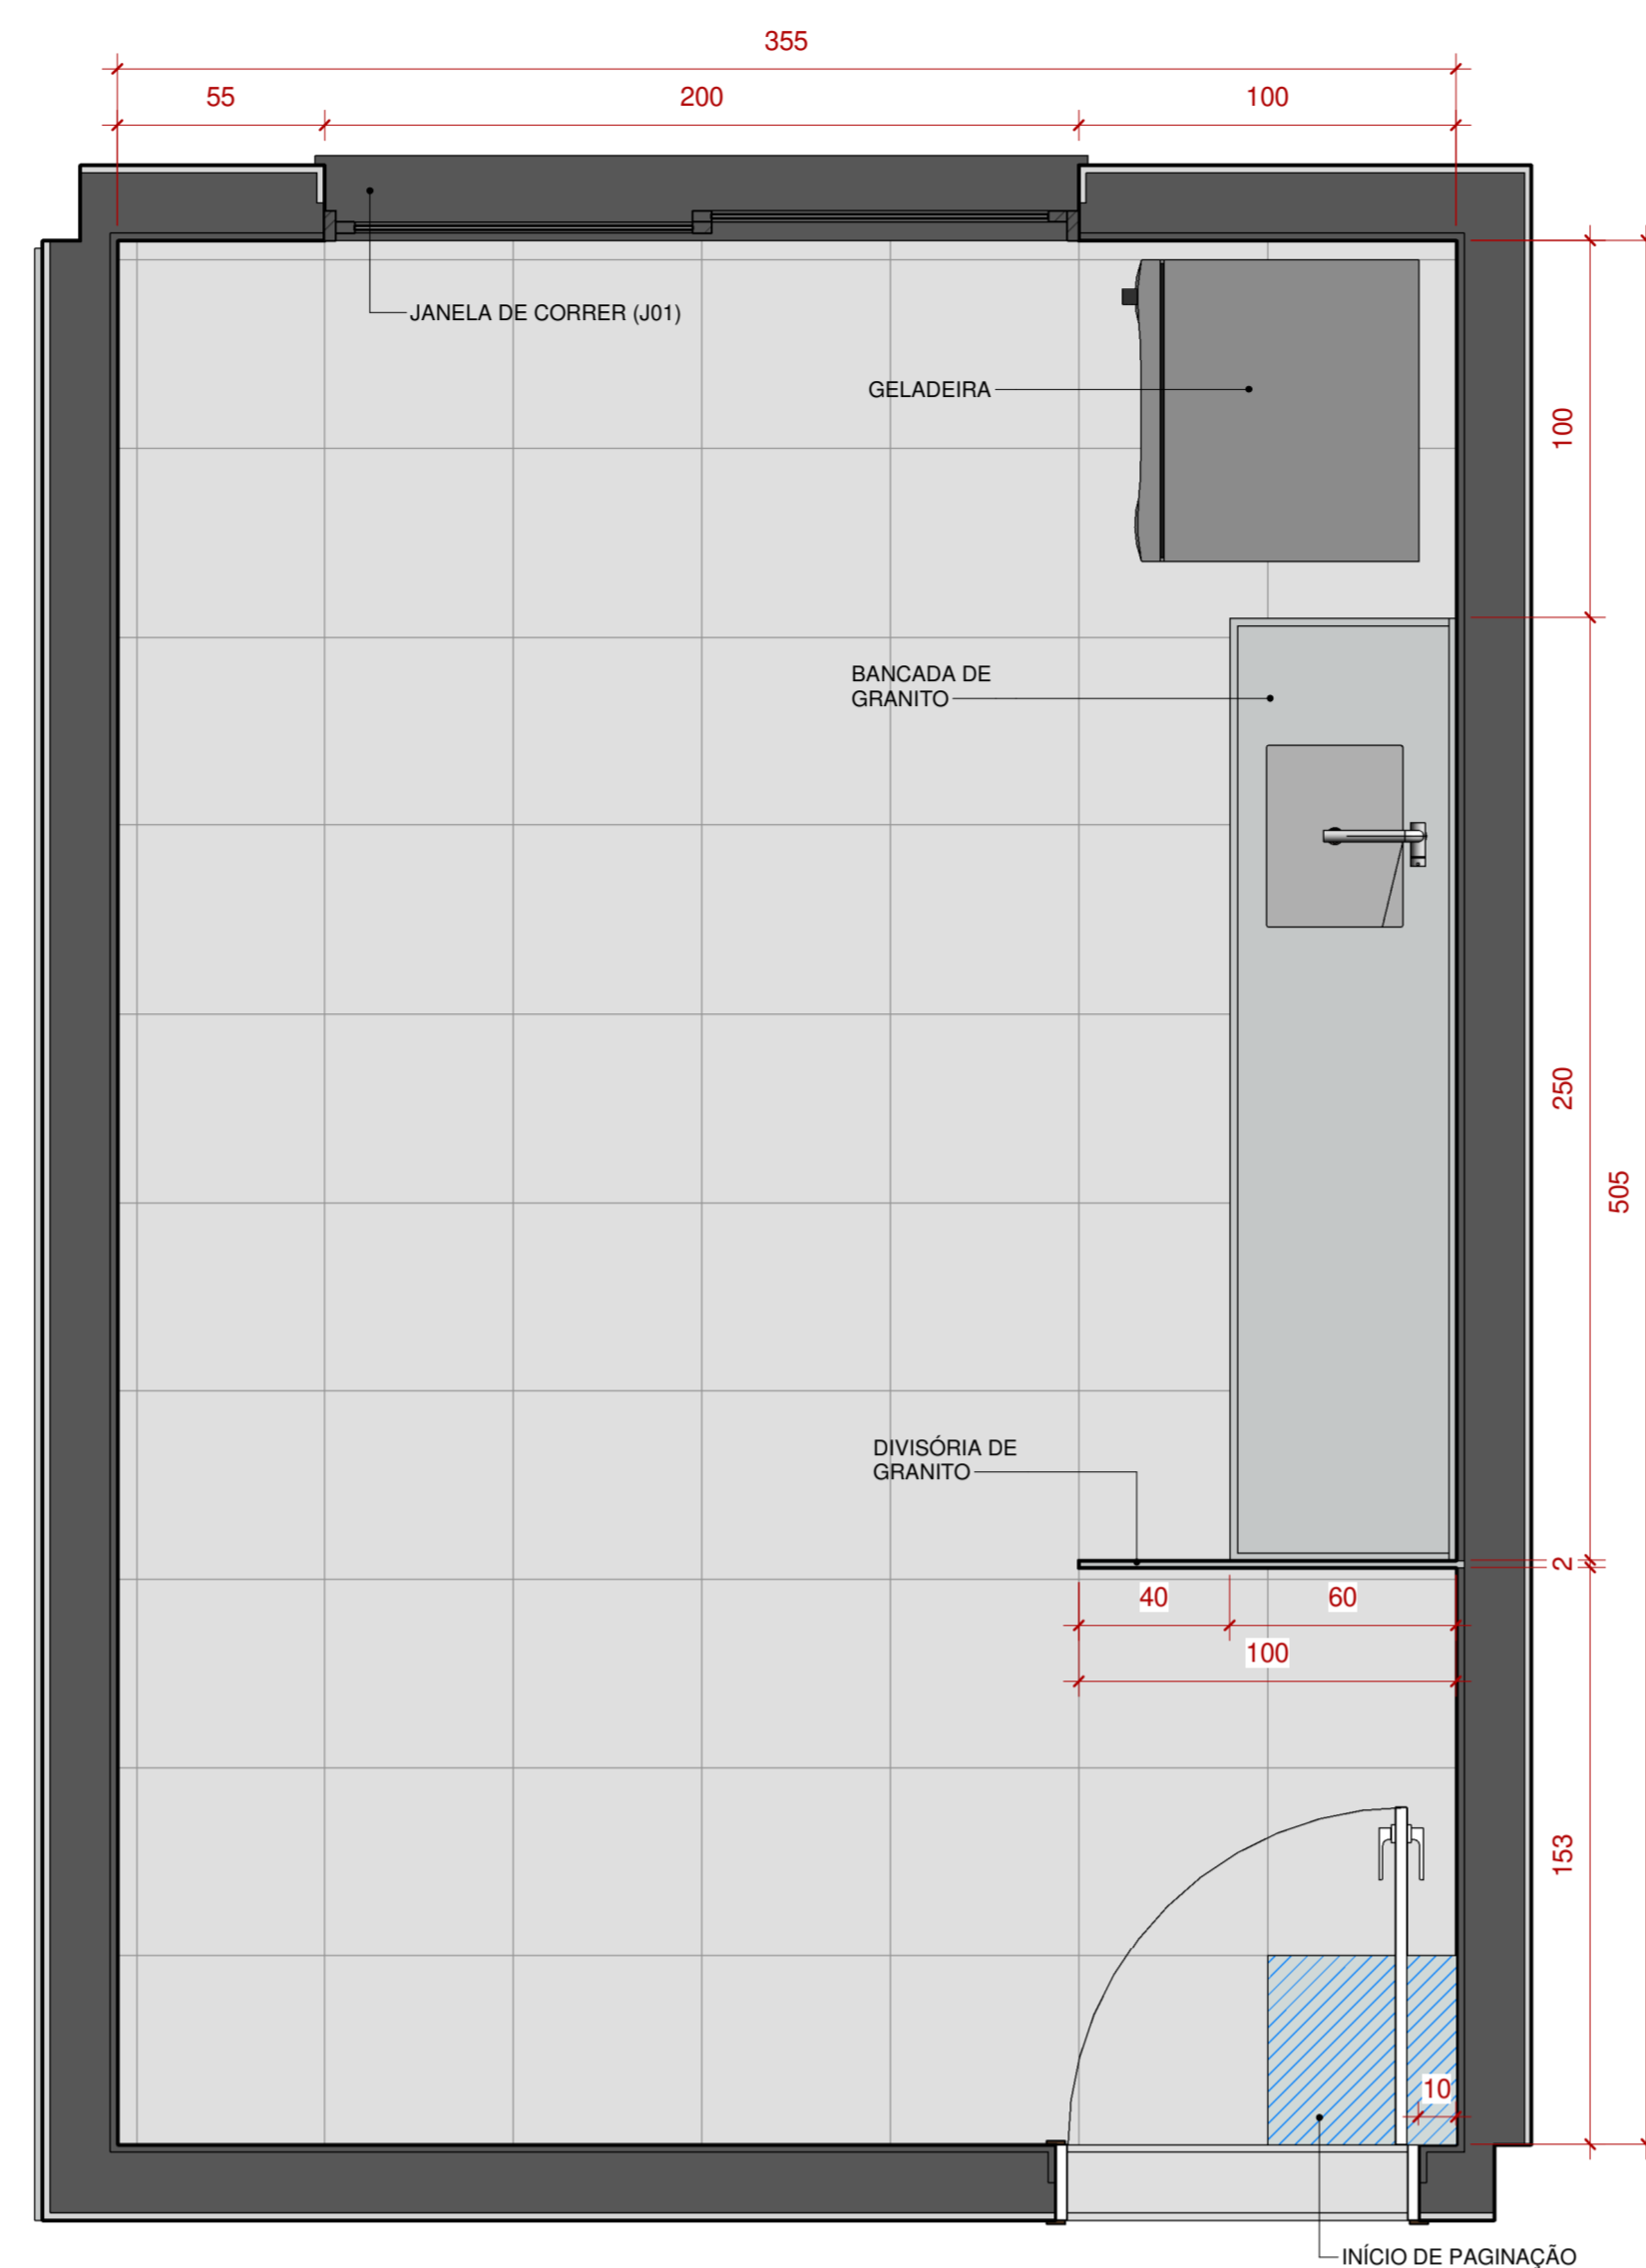 355
55
200
100
JANELA DE CORRER (J01)
GELADEIRA
100
BANCADA DE
GRANITO
250
505
DIVISÓRIA DE
GRANITO
2
40
60
100
153
10
INÍCIO DE PAGINAÇÃO